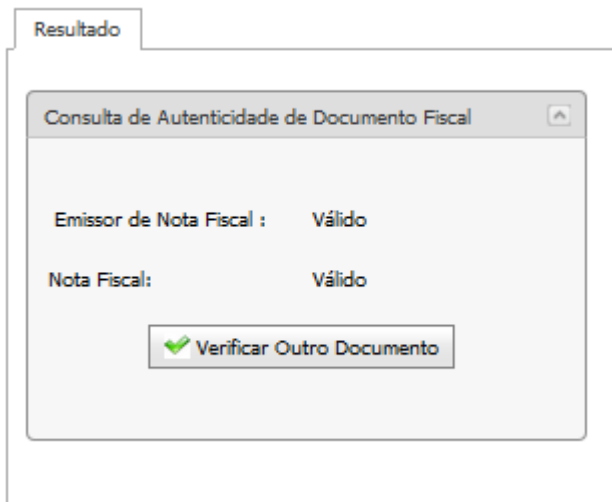 Resultado
Consulta de Autenticidade de Documento Fiscal
Emissor de Nota Fiscal : Válido
Nota Fiscal: Válido
Verificar Outro Documento